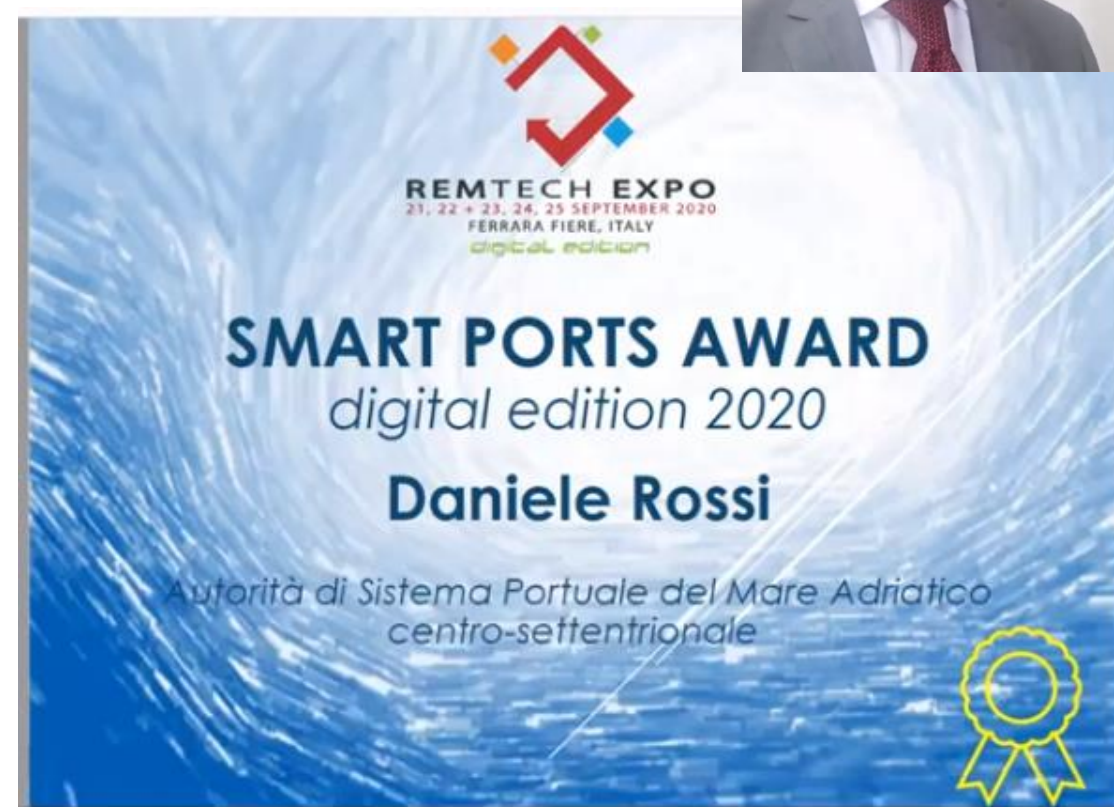 REMTECH EXPO
21, 22 + 23, 24, 25 SEPTEMBER 2020
FERRARA FIERE, ITALY
digital edition
SMART PORTS AWARD
digital edition 2020
Daniele Rossi
Autorità di Sistema Portuale del Mare Adriatico
centro-settentrionale